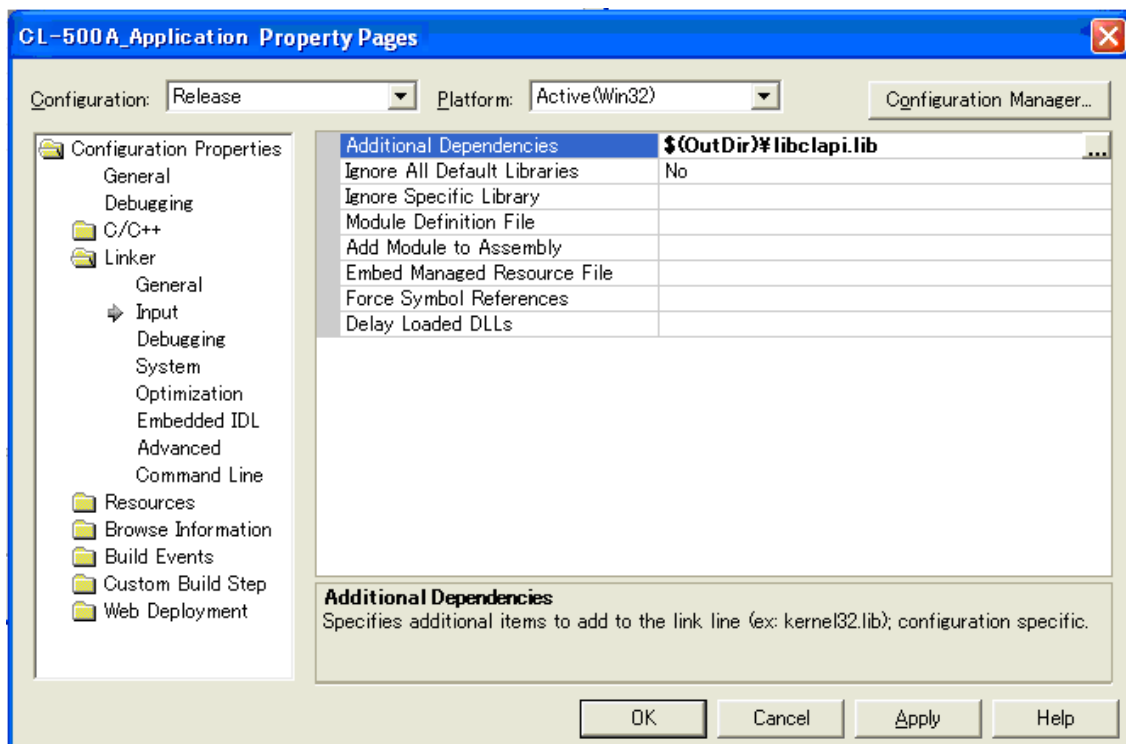 CL-500A_Application Property Pages
Configuration: Release Platform: Active(Win32) Configuration Manager...
Configuration Properties
General
Debugging
C/C++
Linker
General
Input
Debugging
System
Optimization
Embedded IDL
Advanced
Command Line
Resources
Browse Information
Build Events
Custom Build Step
Web Deployment
Additional Dependencies $(OutDir)¥libclapi.lib ...
Ignore All Default Libraries No
Ignore Specific Library
Module Definition File
Add Module to Assembly
Embed Managed Resource File
Force Symbol References
Delay Loaded DLLs
Additional Dependencies
Specifies additional items to add to the link line (ex: kernel32.lib); configuration specific.
OK Cancel Apply Help